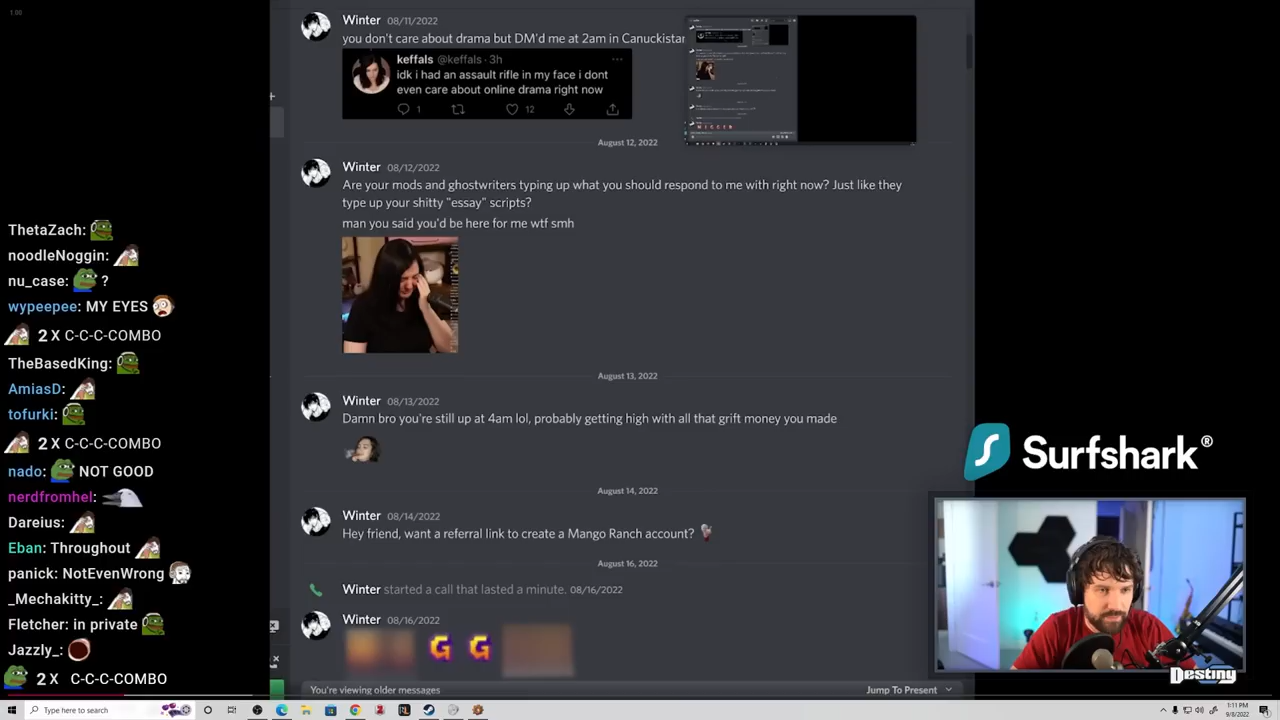 1.00
Winter 08/11/2022
you don't care about drama but DM'd me at 2am in Canuckistan
keffals @keffals · 3h
idk i had an assault rifle in my face i dont
even care about online drama right now
1 12
August 12, 2022
Winter 08/12/2022
Are your mods and ghostwriters typing up what you should respond to me with right now? Just like they
type up your shitty "essay" scripts?
man you said you'd be here for me wtf smh
August 13, 2022
Winter 08/13/2022
Damn bro you're still up at 4am lol, probably getting high with all that grift money you made
August 14, 2022
Winter 08/14/2022
Hey friend, want a referral link to create a Mango Ranch account?
August 16, 2022
Winter started a call that lasted a minute. 08/16/2022
Winter 08/16/2022
G G
You're viewing older messages Jump To Present
ThetaZach:
noodleNoggin:
nu_case: ?
wypeepee: MY EYES
2 X C-C-C-COMBO
TheBasedKing:
AmiasD:
tofurki:
2 X C-C-C-COMBO
nado: NOT GOOD
nerdfromhel:
Dareius:
Eban: Throughout
panick: NotEvenWrong
_Mechakitty_:
Fletcher: in private
Jazzly_:
2 X C-C-C-COMBO
Surfshark®
Destiny
Type here to search
1:11 PM
9/8/2022